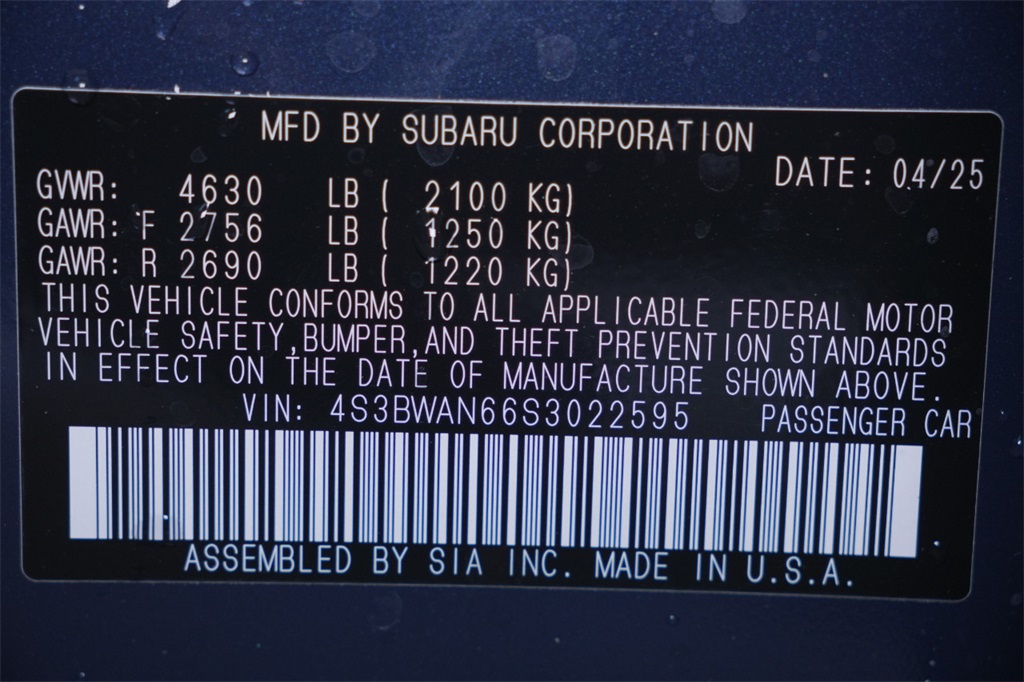 MFD BY SUBARU CORPORATION
DATE: 04/25
GVWR: 4630 LB ( 2100 KG)
GAWR: F 2756 LB ( 1250 KG)
GAWR: R 2690 LB ( 1220 KG)
THIS VEHICLE CONFORMS TO ALL APPLICABLE FEDERAL MOTOR
VEHICLE SAFETY,BUMPER,AND THEFT PREVENTION STANDARDS
IN EFFECT ON THE DATE OF MANUFACTURE SHOWN ABOVE.
VIN: 4S3BWAN66S3022595 PASSENGER CAR
ASSEMBLED BY SIA INC. MADE IN U.S.A.